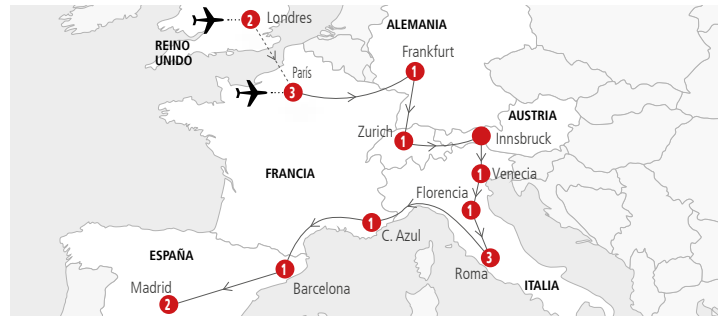 2
Londres
ALEMANIA
REINO
UNIDO
Frankfurt
París
1
3
AUSTRIA
Zurich
1
Innsbruck
FRANCIA
1
Venecia
Florencia
1
1
C. Azul
ESPAÑA
3
Roma
1
Madrid
Barcelona
ITALIA
2